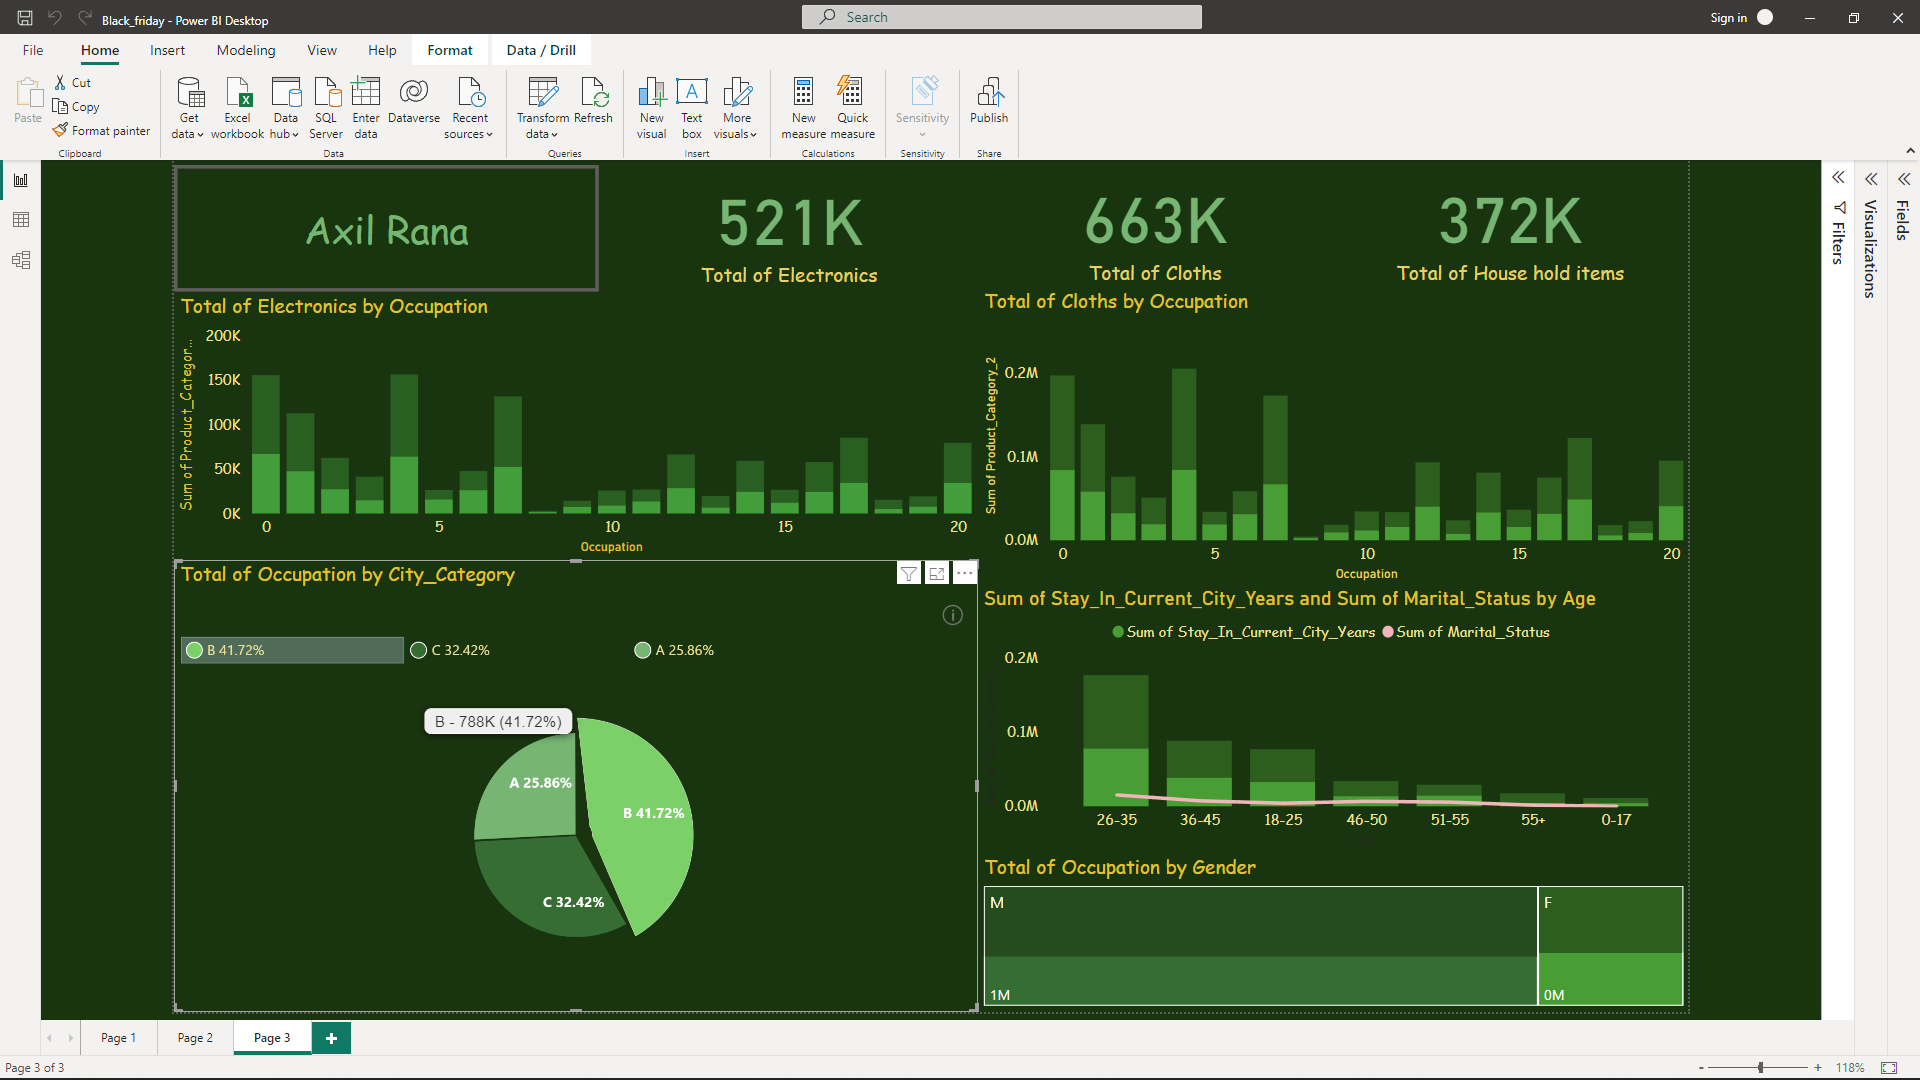 Black_friday - Power BI Desktop
Search
Sign in
File Home Insert Modeling View Help Format Data / Drill
Paste
Cut
Copy
Format painter
Clipboard
Get data
Excel workbook
Data hub
SQL Server
Enter data
Dataverse
Recent sources
Data
Transform data
Refresh
Queries
New visual
Text box
More visuals
Insert
New measure
Quick measure
Calculations
Sensitivity
Sensitivity
Publish
Share
Axil Rana
521K
Total of Electronics
663K
Total of Cloths
372K
Total of House hold items
Filters
Visualizations
Fields
Total of Electronics by Occupation
Sum of Product_Categor...
200K
150K
100K
50K
0K
0 5 10 15 20
Occupation
Total of Cloths by Occupation
Sum of Product_Category_2
0.2M
0.1M
0.0M
0 5 10 15 20
Occupation
Total of Occupation by City_Category
B 41.72% C 32.42% A 25.86%
B - 788K (41.72%)
A 25.86%
B 41.72%
C 32.42%
Sum of Stay_In_Current_City_Years and Sum of Marital_Status by Age
Sum of Stay_In_Current_City_Years Sum of Marital_Status
0.2M
0.1M
0.0M
26-35 36-45 18-25 46-50 51-55 55+ 0-17
Total of Occupation by Gender
M F
1M 0M
Page 1 Page 2 Page 3 +
Page 3 of 3
- + 118%